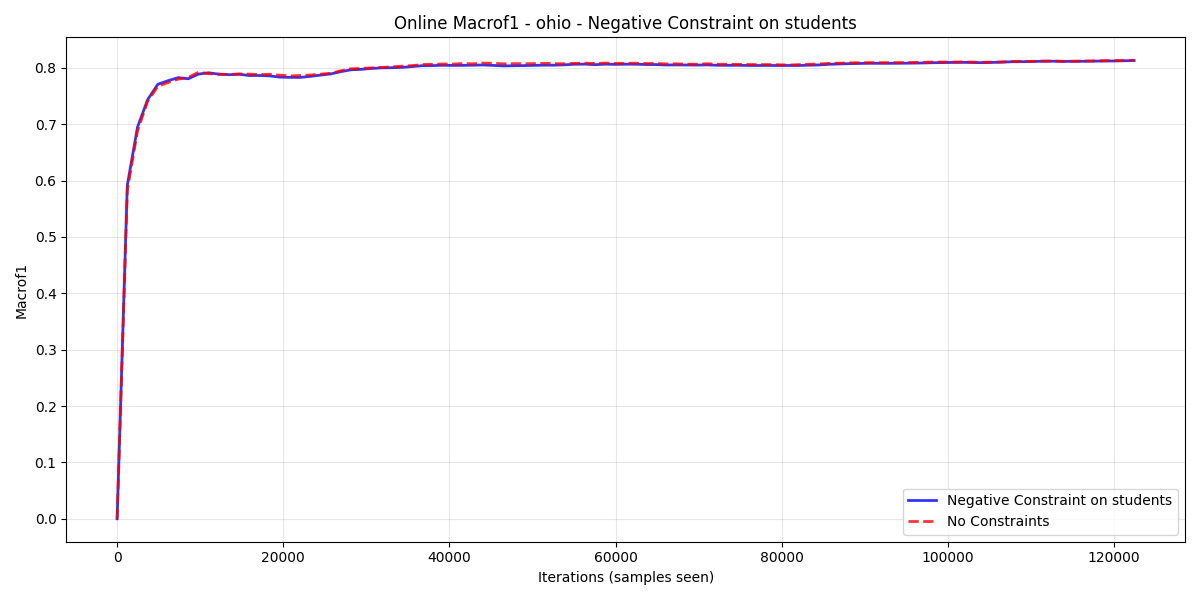 Online Macrof1 - ohio - Negative Constraint on students
Macrof1
0.8
0.7
0.6
0.5
0.4
0.3
0.2
0.1
0.0
0 20000 40000 60000 80000 100000 120000
Iterations (samples seen)
Negative Constraint on students
No Constraints